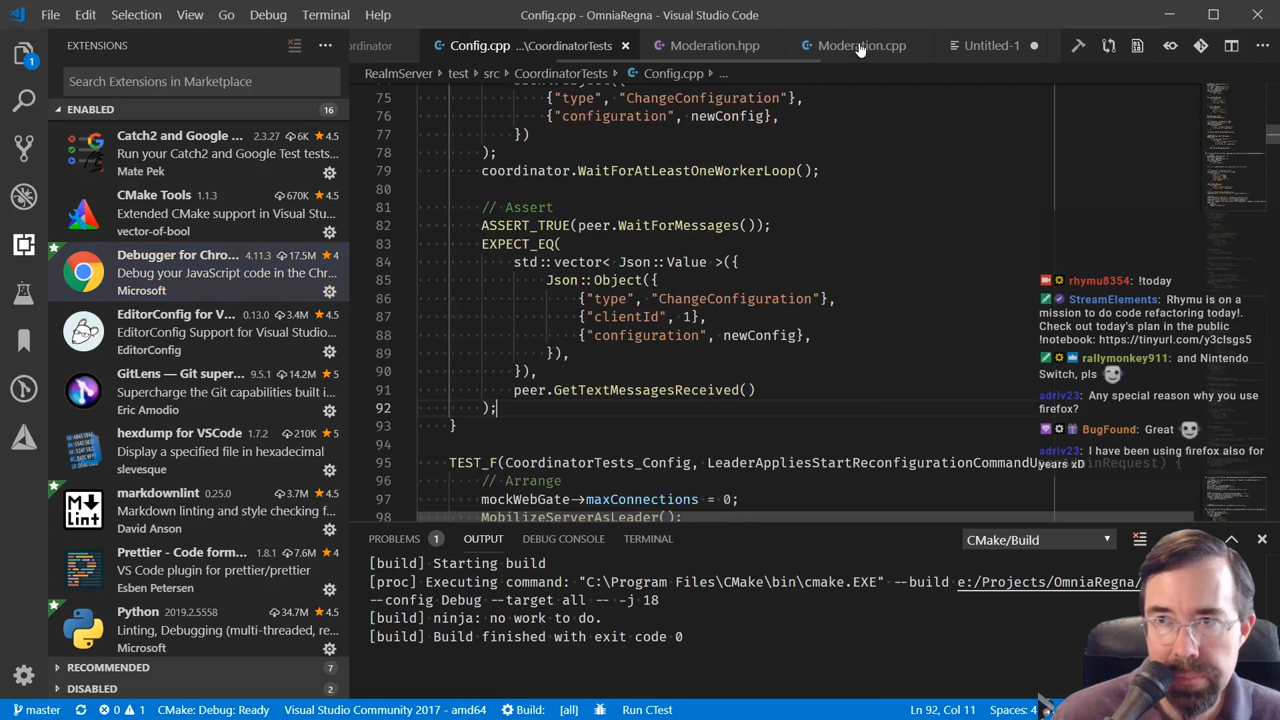 File Edit Selection View Go Debug Terminal Help
Config.cpp - OmniaRegna - Visual Studio Code
EXTENSIONS
Search Extensions in Marketplace
ENABLED 16
Catch2 and Google ... 2.3.27 6K 4.5
Run your Catch2 and Google Test tests...
Mate Pek
CMake Tools 1.1.3 670K 4.5
Extended CMake support in Visual Stu...
vector-of-bool
Debugger for Chro... 4.11.3 17.5M 4
Debug your JavaScript code in the Chr...
Microsoft
EditorConfig for V... 0.13.0 3.4M 4.5
EditorConfig Support for Visual Studio...
EditorConfig
GitLens — Git super... 9.5.1 14.2M 5
Supercharge the Git capabilities built i...
Eric Amodio
hexdump for VSCode 1.7.2 210K 5
Display a specified file in hexadecimal
slevesque
markdownlint 0.25.0 3.7M 4.5
Markdown linting and style checking f...
David Anson
Prettier - Code form... 1.8.1 7.6M 4
VS Code plugin for prettier/prettier
Esben Petersen
Python 2019.2.5558 34.7M 4.5
Linting, Debugging (multi-threaded, re...
Microsoft
RECOMMENDED 7
DISABLED 2
ordinator Config.cpp ...\CoordinatorTests Moderation.hpp Moderation.cpp Untitled-1
RealmServer › test › src › CoordinatorTests › Config.cpp › ...
75 {"type", "ChangeConfiguration"},
76 {"configuration", newConfig},
77 })
78 );
79 coordinator.WaitForAtLeastOneWorkerLoop();
80
81 // Assert
82 ASSERT_TRUE(peer.WaitForMessages());
83 EXPECT_EQ(
84 std::vector< Json::Value >({
85 Json::Object({
86 {"type", "ChangeConfiguration"},
87 {"clientId", 1},
88 {"configuration", newConfig},
89 }),
90 }),
91 peer.GetTextMessagesReceived()
92 );
93 }
94
95 TEST_F(CoordinatorTests_Config, LeaderAppliesStartReconfigurationCommandUp
96 // Arrange
97 mockWebGate->maxConnections = 0;
98 MobilizeServerAsLeader();
rhymu8354: !today
StreamElements: Rhymu is on a
mission to do code refactoring today!.
Check out today's plan in the public
!notebook: https://tinyurl.com/y3clsgs5
rallymonkey911: and Nintendo
Switch, pls
adriv23: Any special reason why you use
firefox?
BugFound: Great
adriv23: I have been using firefox also for
years xD
PROBLEMS 1 OUTPUT DEBUG CONSOLE TERMINAL CMake/Build
[build] Starting build
[proc] Executing command: "C:\Program Files\CMake\bin\cmake.EXE" --build e:/Projects/OmniaRegna/
--config Debug --target all -- -j 18
[build] ninja: no work to do.
[build] Build finished with exit code 0
master 0 1 CMake: Debug: Ready Visual Studio Community 2017 - amd64 Build: [all] Run CTest Ln 92, Col 11 Spaces: 4